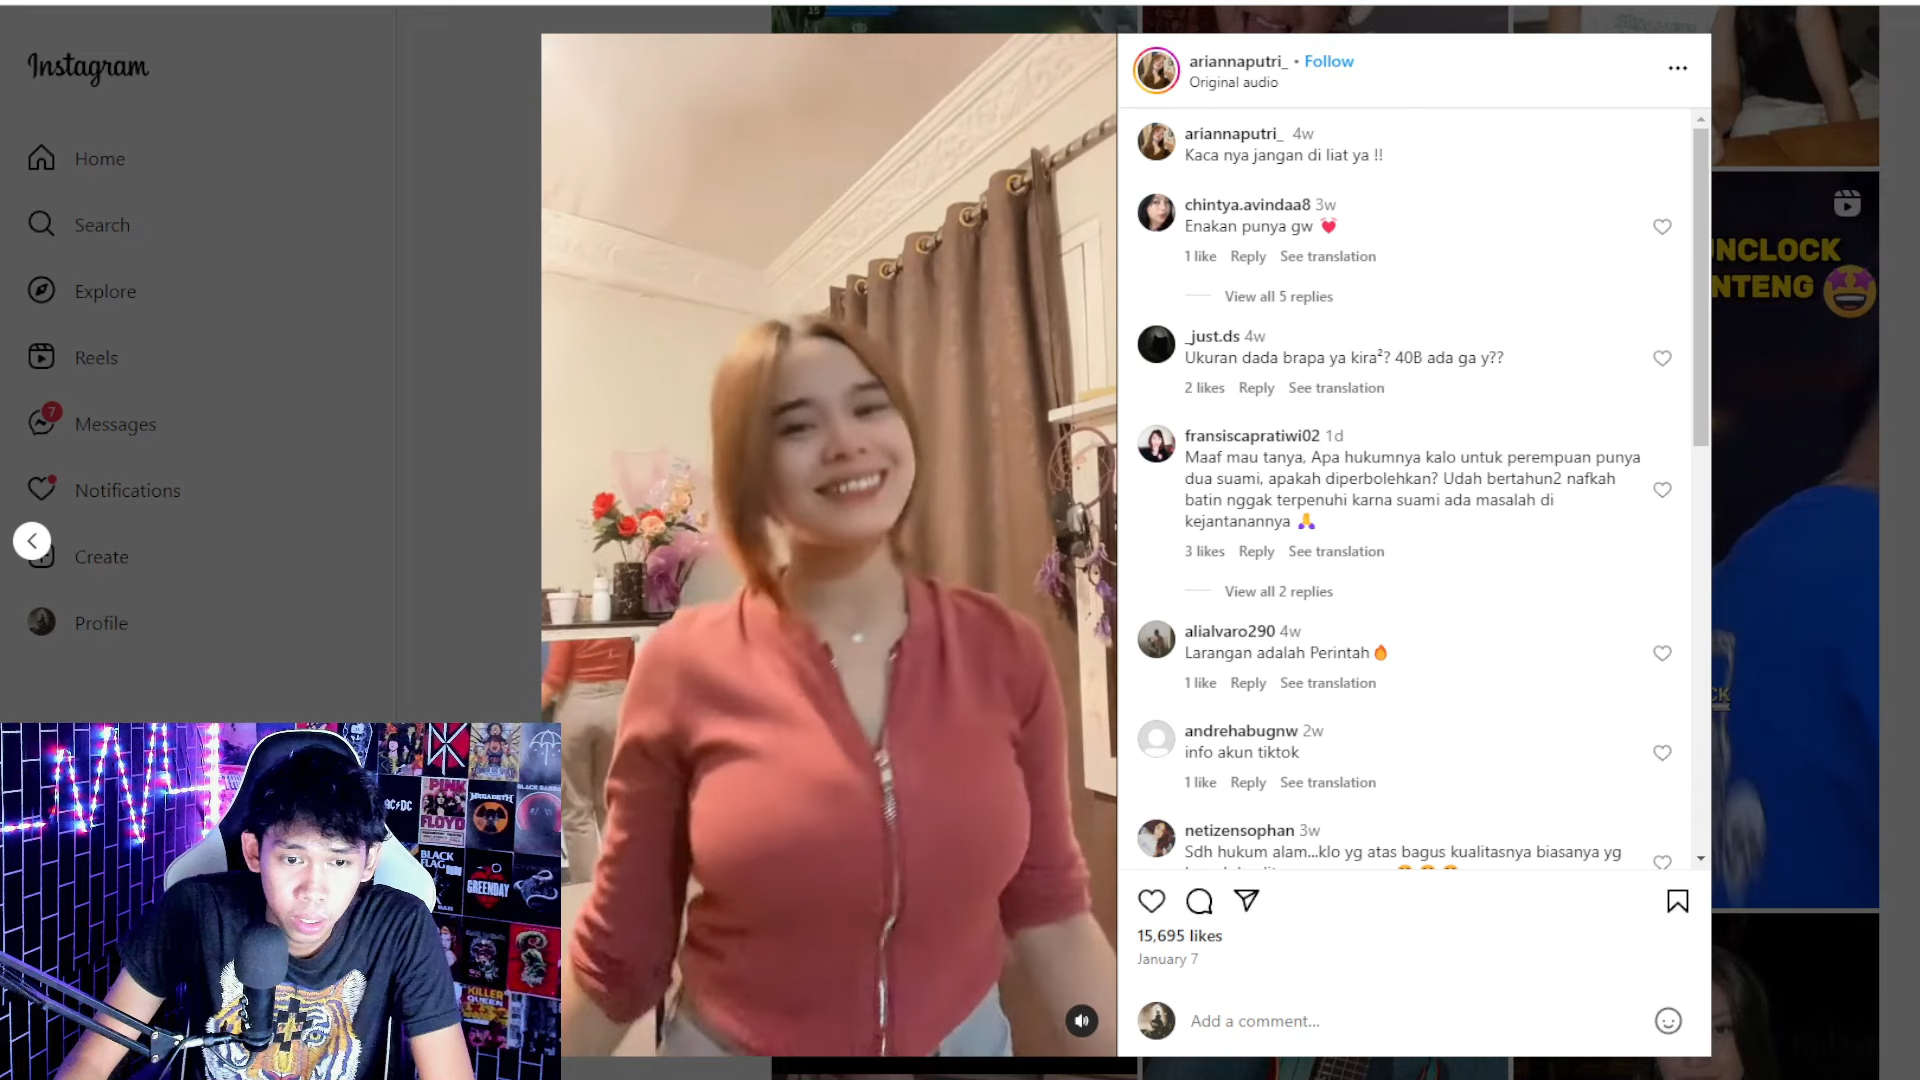 Instagram
Home
Search
Explore
Reels
7
Messages
Notifications
Create
Profile
ariannaputri_ • Follow
Original audio
ariannaputri_ 4w
Kaca nya jangan di liat ya !!
chintya.avindaa8 3w
Enakan punya gw 💓
1 like Reply See translation
View all 5 replies
_just.ds 4w
Ukuran dada brapa ya kira²? 40B ada ga y??
2 likes Reply See translation
fransiscapratiwi02 1d
Maaf mau tanya, Apa hukumnya kalo untuk perempuan punya
dua suami, apakah diperbolehkan? Udah bertahun2 nafkah
batin nggak terpenuhi karna suami ada masalah di
kejantanannya 🙏
3 likes Reply See translation
View all 2 replies
alialvaro290 4w
Larangan adalah Perintah🔥
1 like Reply See translation
andrehabugnw 2w
info akun tiktok
1 like Reply See translation
netizensophan 3w
Sdh hukum alam...klo yg atas bagus kualitasnya biasanya yg
15,695 likes
January 7
Add a comment...
NCLOCK
NTENG
CK
15
AC⚡DC
PINK
FLOYD
MEGADETH
BLACK SABBA
BLACK
FLAG
GREENDAY
KILLER
QUEEN